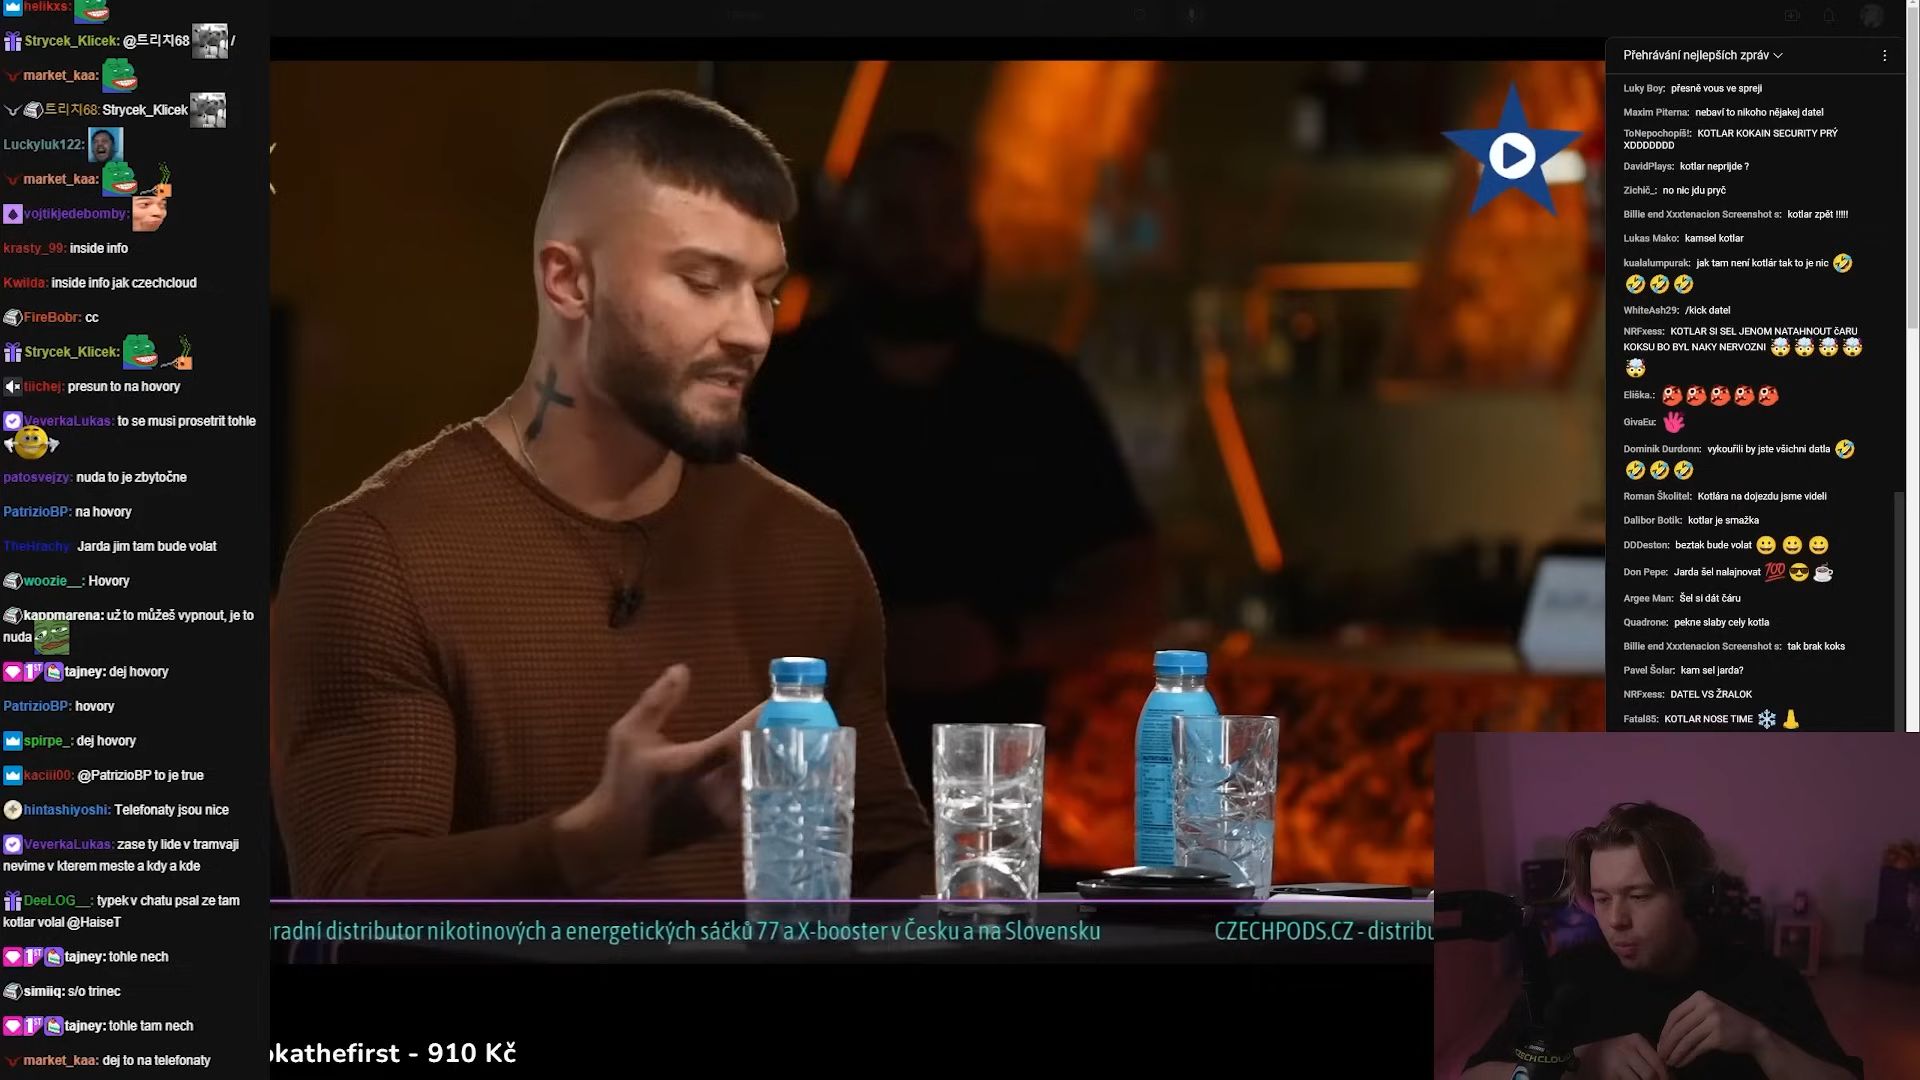 helikxs:
Strycek_Klicek: @트리치68 /
market_kaa:
트리치68: Strycek_Klicek
Luckyluk122:
market_kaa:
vojtikjedebomby:
krasty_99: inside info
Kwilda: inside info jak czechcloud
FireBobr: cc
Strycek_Klicek:
tiichej: presun to na hovory
VeverkaLukas: to se musi prosetrit tohle
patosvejzy: nuda to je zbytočne
PatrizioBP: na hovory
TheHrachy: Jarda jim tam bude volat
woozie__: Hovory
kappmarena: už to můžeš vypnout, je to
nuda
tajney: dej hovory
PatrizioBP: hovory
spirpe_: dej hovory
kaciii00: @PatrizioBP to je true
hintashiyoshi: Telefonaty jsou nice
VeverkaLukas: zase ty lide v tramvaji
nevime v kterem meste a kdy a kde
DeeLOG__: typek v chatu psal ze tam
kotlar volal @HaiseT
tajney: tohle nech
simiiq: s/o trinec
tajney: tohle tam nech
market_kaa: dej to na telefonaty
radní distributor nikotinových a energetických sáčků 77 a X-booster v Česku a na Slovensku
CZECHPODS.CZ - distribu
okathefirst - 910 Kč
Přehrávání nejlepších zpráv
Luky Boy: přesně vous ve spreji
Maxim Piterna: nebaví to nikoho nějakej datel
ToNepochopíš!: KOTLAR KOKAIN SECURITY PRÝ
XDDDDDDD
DavidPlays: kotlar neprijde ?
Zichič_: no nic jdu pryč
Billie end Xxxtenacion Screenshot s: kotlar zpět !!!!!
Lukas Mako: kamsel kotlar
kualalumpurak: jak tam není kotlár tak to je nic 🤣
🤣 🤣 🤣
WhiteAsh29: /kick datel
NRFxess: KOTLAR SI SEL JENOM NATAHNOUT čARU
KOKSU BO BYL NAKY NERVOZNI 🤯 🤯 🤯 🤯
🤯
Eliška.:
GivaEu:
Dominik Durdonn: vykouřili by jste všichni datla 🤣
🤣 🤣 🤣
Roman Školitel: Kotlára na dojezdu jsme videli
Dalibor Botik: kotlar je smažka
DDDeston: beztak bude volat 😀 😀 😀
Don Pepe: Jarda šel nalajnovat 💯 😎 ☕
Argee Man: Šel si dát čáru
Quadrone: pekne slaby cely kotla
Billie end Xxxtenacion Screenshot s: tak brak koks
Pavel Šolar: kam sel jarda?
NRFxess: DATEL VS ŽRALOK
Fatal85: KOTLAR NOSE TIME ❄️ 👃